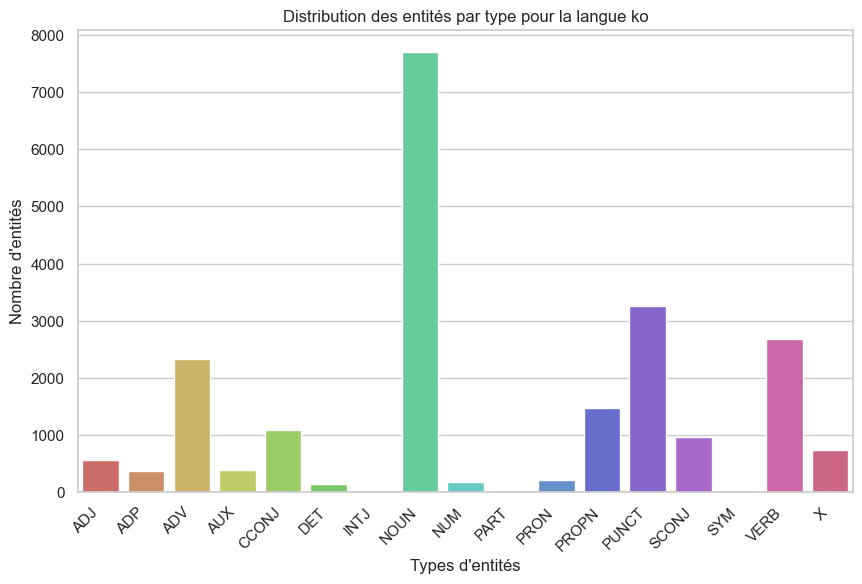 Distribution des entités par type pour la langue ko
Nombre d'entités
8000
7000
6000
5000
4000
3000
2000
1000
0
ADJ
ADP
ADV
AUX
CCONJ
DET
INTJ
NOUN
NUM
PART
PRON
PROPN
PUNCT
SCONJ
SYM
VERB
X
Types d'entités